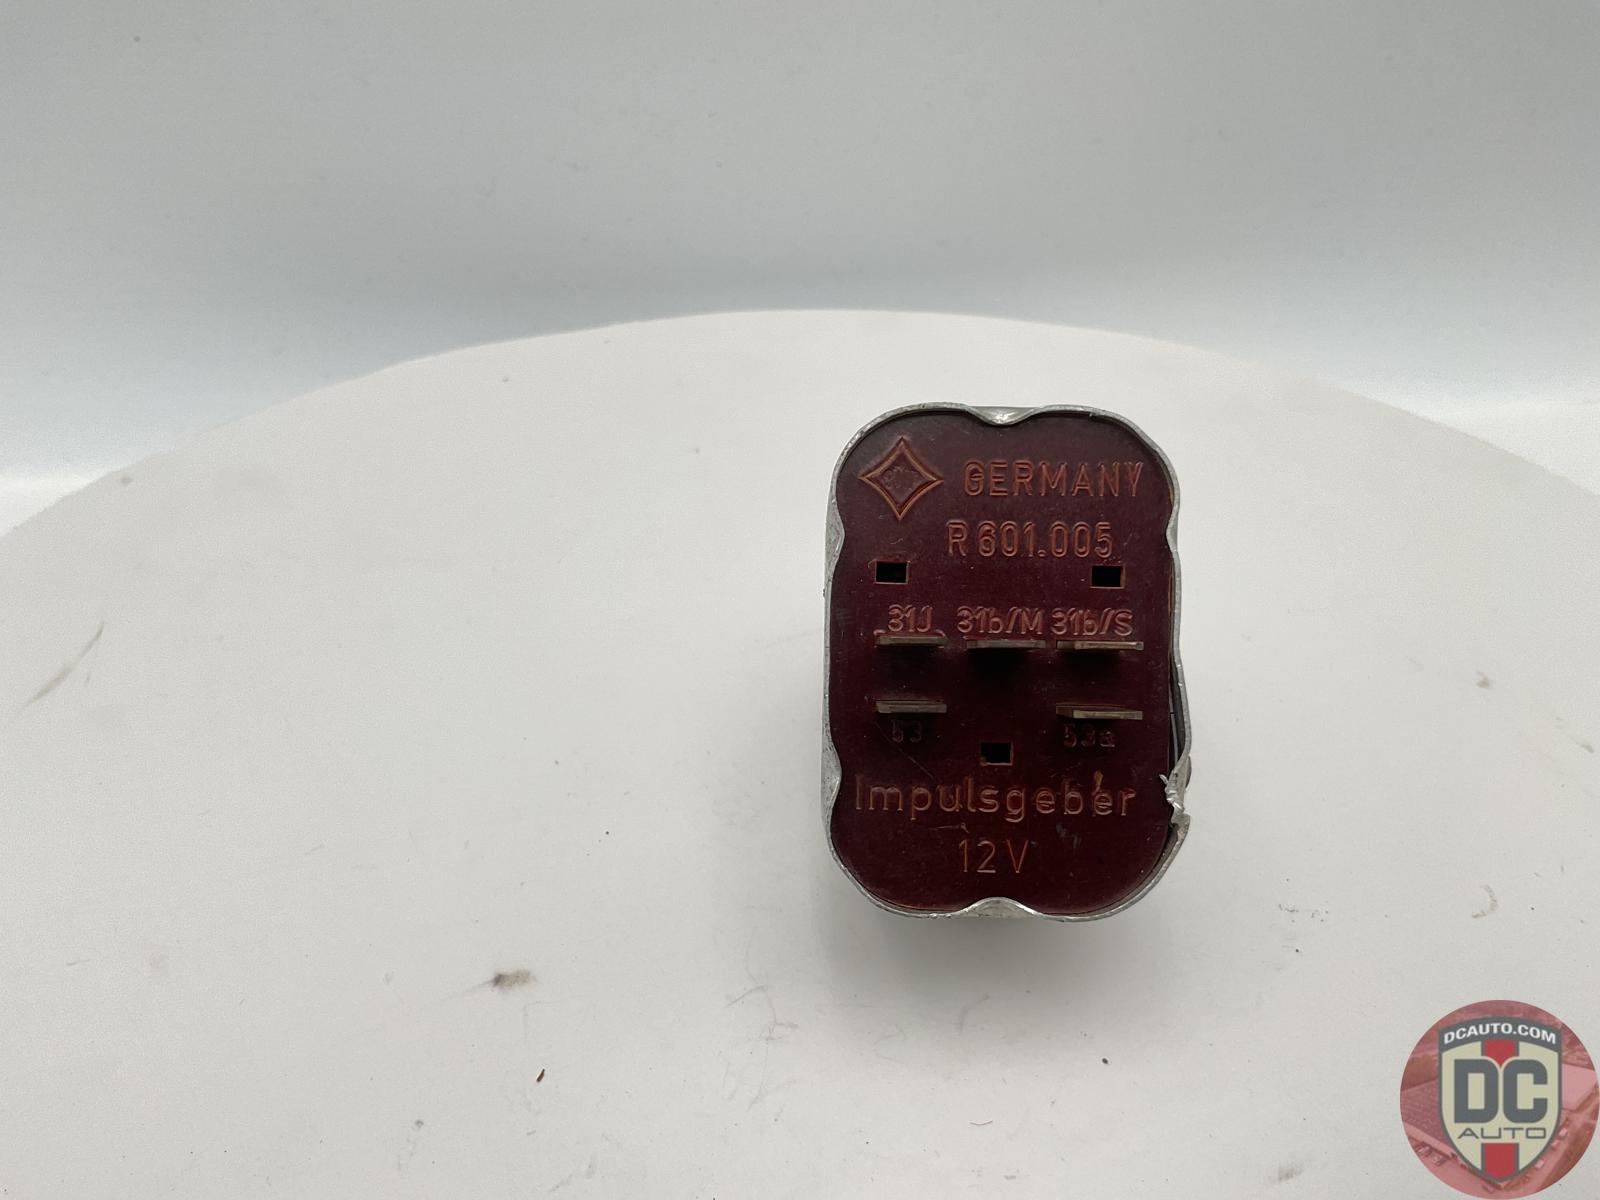 GERMANY
R 601.005
31J 31b/M 31b/S
53 53a
Impulsgeber
12V
DCAUTO.COM
DC
AUTO